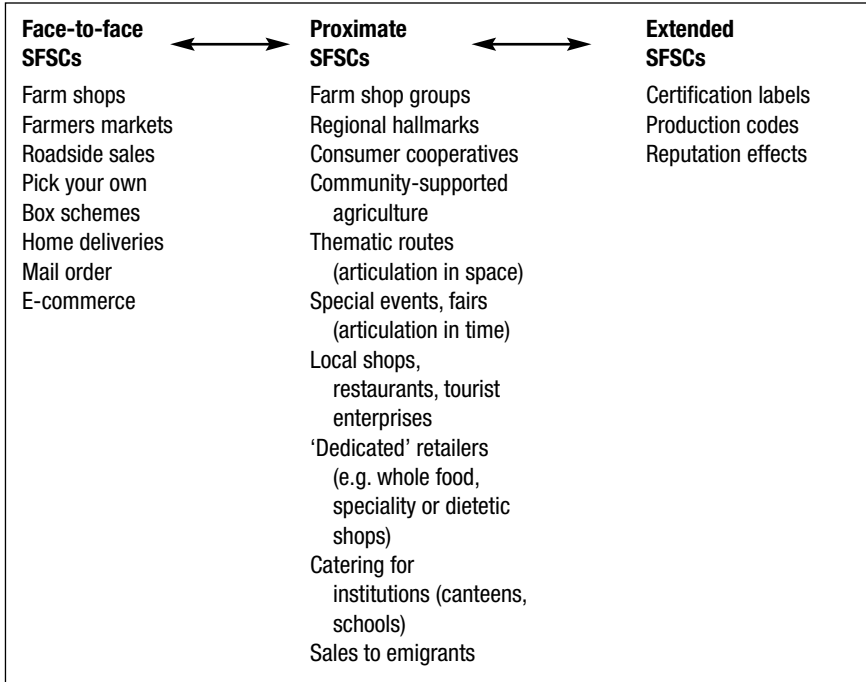 Face-to-face
SFSCs
Farm shops
Farmers markets
Roadside sales
Pick your own
Box schemes
Home deliveries
Mail order
E-commerce
Proximate
SFSCs
Farm shop groups
Regional hallmarks
Consumer cooperatives
Community-supported
agriculture
Thematic routes
(articulation in space)
Special events, fairs
(articulation in time)
Local shops,
restaurants, tourist
enterprises
‘Dedicated’ retailers
(e.g. whole food,
speciality or dietetic
shops)
Catering for
institutions (canteens,
schools)
Sales to emigrants
Extended
SFSCs
Certification labels
Production codes
Reputation effects